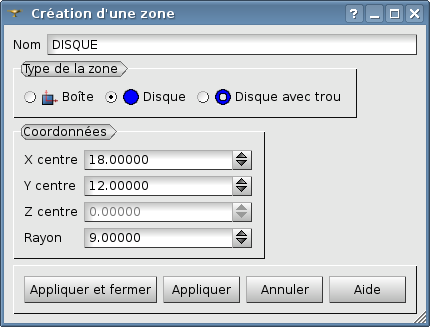 Création d'une zone
Nom DISQUE
Type de la zone
Boîte Disque Disque avec trou
Coordonnées
X centre 18.00000
Y centre 12.00000
Z centre 0.00000
Rayon 9.00000
Appliquer et fermer Appliquer Annuler Aide